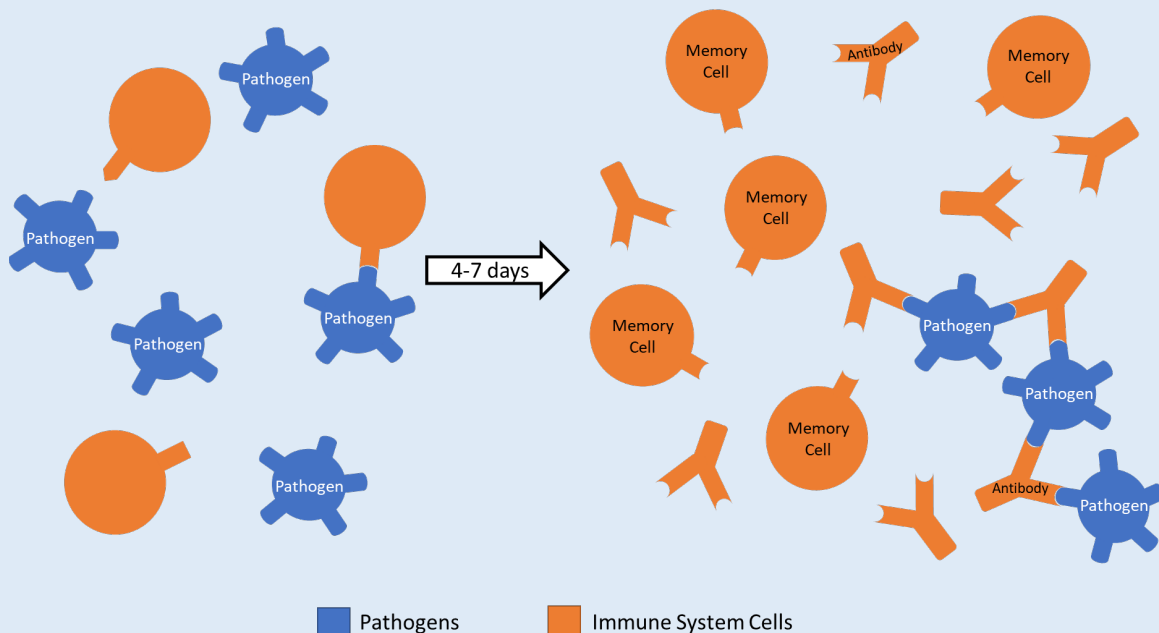 Pathogen
Pathogen
Pathogen
Pathogen
Pathogen
4-7 days
Memory
Cell
Antibody
Memory
Cell
Memory
Cell
Memory
Cell
Memory
Cell
Pathogen
Pathogen
Antibody
Pathogen
Pathogens
Immune System Cells